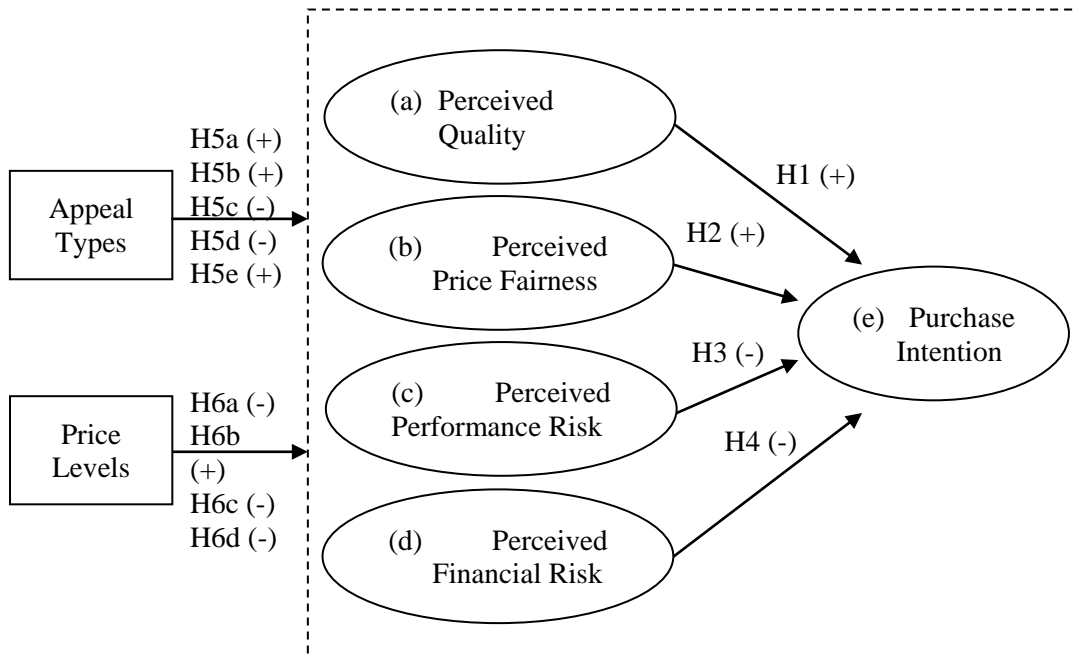 Appeal
Types
H5a (+)
H5b (+)
H5c (-)
H5d (-)
H5e (+)
Price
Levels
H6a (-)
H6b
(+)
H6c (-)
H6d (-)
(a) Perceived
Quality
(b) Perceived
Price Fairness
(c) Perceived
Performance Risk
(d) Perceived
Financial Risk
H1 (+)
H2 (+)
H3 (-)
H4 (-)
(e) Purchase
Intention